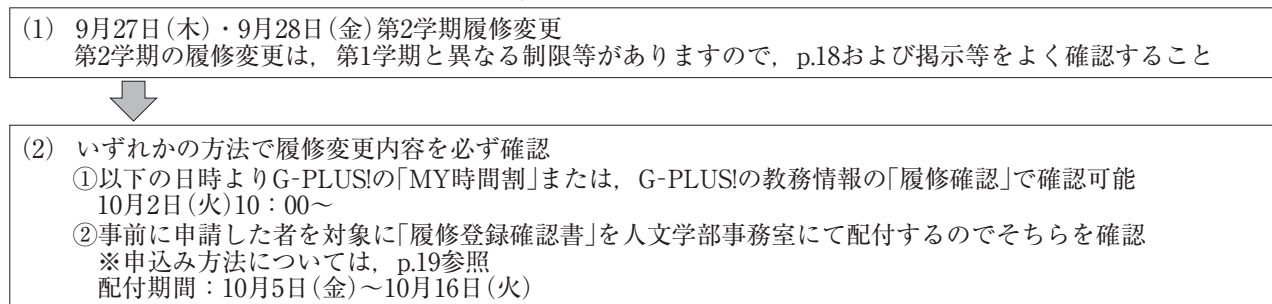 (1) 9月27日(木)・9月28日(金)第2学期履修変更
第2学期の履修変更は，第1学期と異なる制限等がありますので，p.18および掲示等をよく確認すること
(2) いずれかの方法で履修変更内容を必ず確認
①以下の日時よりG-PLUS!の「MY時間割」または，G-PLUS!の教務情報の「履修確認」で確認可能
10月2日(火)10：00～
②事前に申請した者を対象に「履修登録確認書」を人文学部事務室にて配付するのでそちらを確認
※申込み方法については，p.19参照
配付期間：10月5日(金)～10月16日(火)